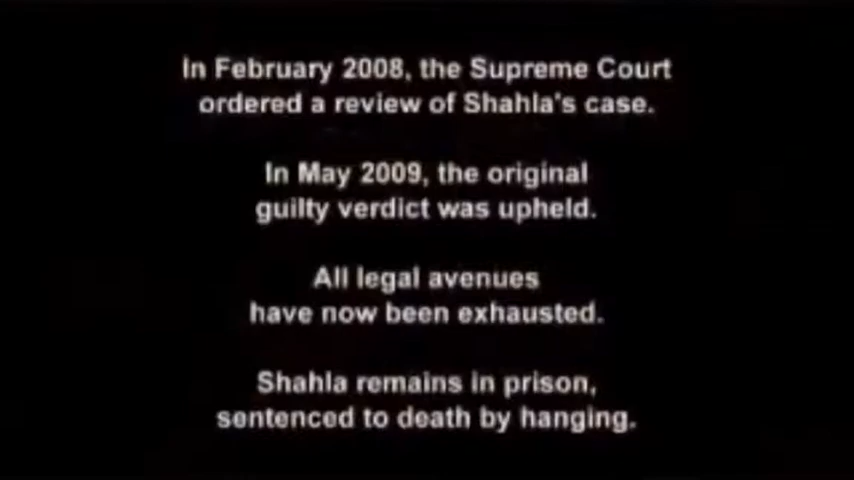 In February 2008, the Supreme Court
ordered a review of Shahla's case.
In May 2009, the original
guilty verdict was upheld.
All legal avenues
have now been exhausted.
Shahla remains in prison,
sentenced to death by hanging.